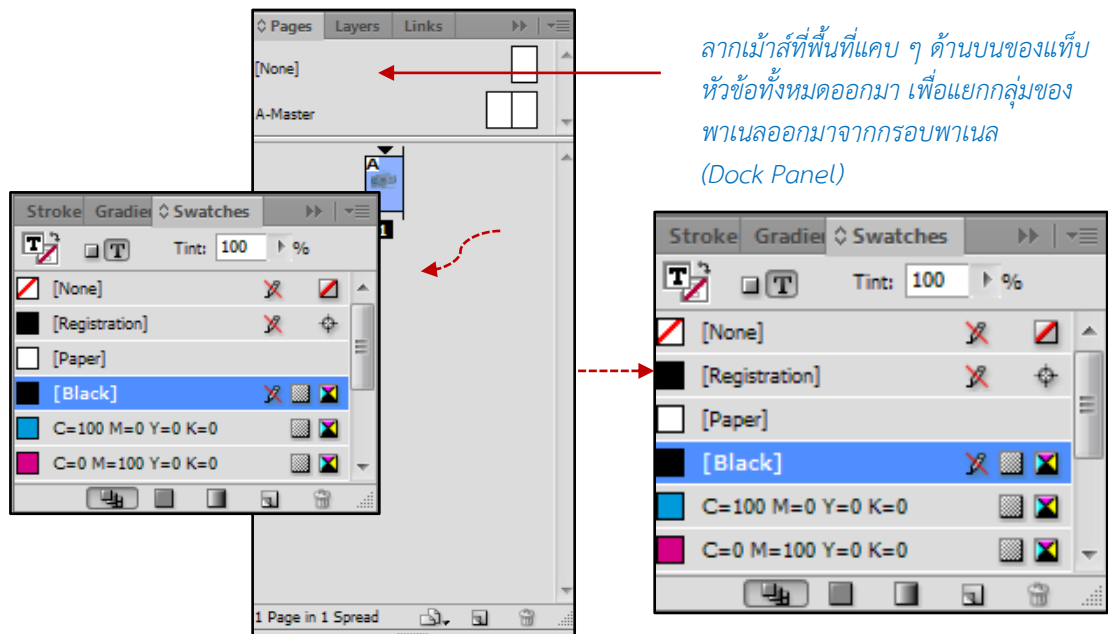 Pages Layers Links
[None]
A-Master
A
1
1 Page in 1 Spread
ลากเม้าส์ที่พื้นที่แคบ ๆ ด้านบนของแท็บ
หัวข้อทั้งหมดออกมา เพื่อแยกกลุ่มของ
พาเนลออกมาจากกรอบพาเนล
(Dock Panel)
Stroke Gradie Swatches
T T Tint: 100 %
[None]
[Registration]
[Paper]
[Black]
C=100 M=0 Y=0 K=0
C=0 M=100 Y=0 K=0
Stroke Gradie Swatches
T T Tint: 100 %
[None]
[Registration]
[Paper]
[Black]
C=100 M=0 Y=0 K=0
C=0 M=100 Y=0 K=0